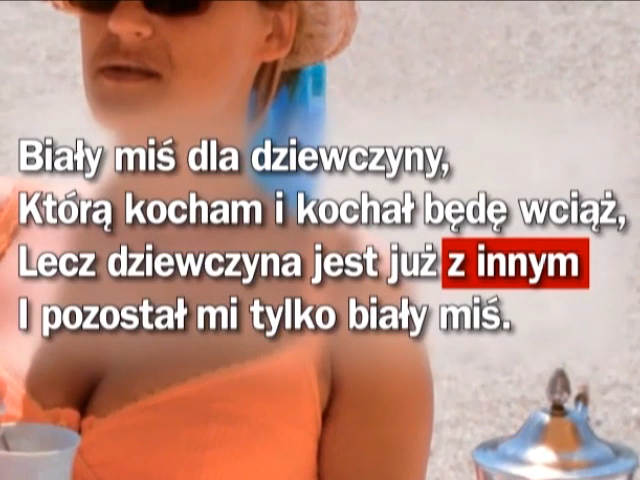 Biały miś dla dziewczyny,
Którą kocham i kochał będę wciąż,
Lecz dziewczyna jest już z innym
I pozostał mi tylko biały miś.